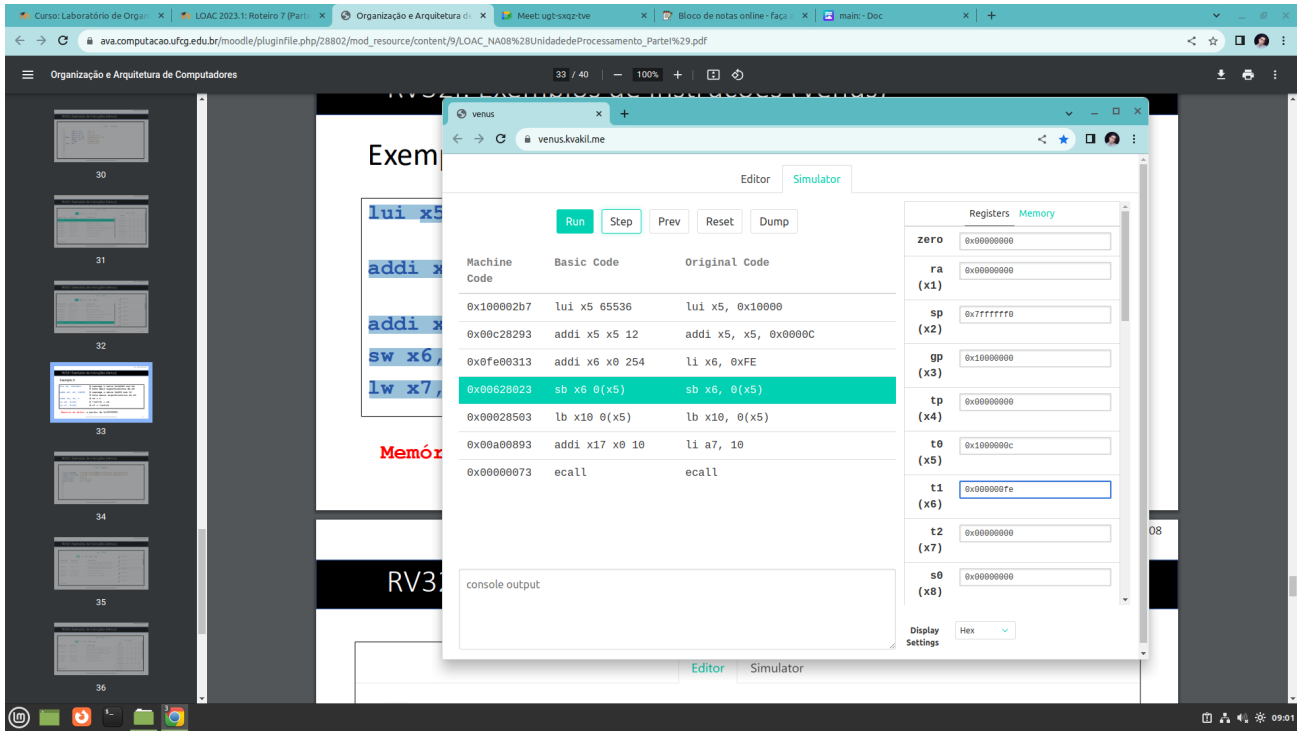 Curso: Laboratório de Organ
LOAC 2023.1: Roteiro 7 (Parte
Organização e Arquitetura de
Meet: ugt-sxqz-tve
Bloco de notas online - faça
main: - Doc
ava.computacao.ufcg.edu.br/moodle/pluginfile.php/28802/mod_resource/content/9/LOAC_NA08%28UnidadedeProcessamento_ParteI%29.pdf
Organização e Arquitetura de Computadores
33 / 40
100%
30
31
32
33
34
35
36
Exem
lui x5
addi x
addi x
sw x6,
lw x7,
Memór
08
RV32
Editor Simulator
venus
venus.kvakil.me
Editor Simulator
Run Step Prev Reset Dump
Machine Code Basic Code Original Code
0x100002b7 lui x5 65536 lui x5, 0x10000
0x00c28293 addi x5 x5 12 addi x5, x5, 0x0000C
0x0fe00313 addi x6 x0 254 li x6, 0xFE
0x00628023 sb x6 0(x5) sb x6, 0(x5)
0x00028503 lb x10 0(x5) lb x10, 0(x5)
0x00a00893 addi x17 x0 10 li a7, 10
0x00000073 ecall ecall
console output
Registers Memory
zero 0x00000000
ra (x1) 0x00000000
sp (x2) 0x7ffffff0
gp (x3) 0x10000000
tp (x4) 0x00000000
t0 (x5) 0x1000000c
t1 (x6) 0x000000fe
t2 (x7) 0x00000000
s0 (x8) 0x00000000
Display Settings Hex
3
09:01